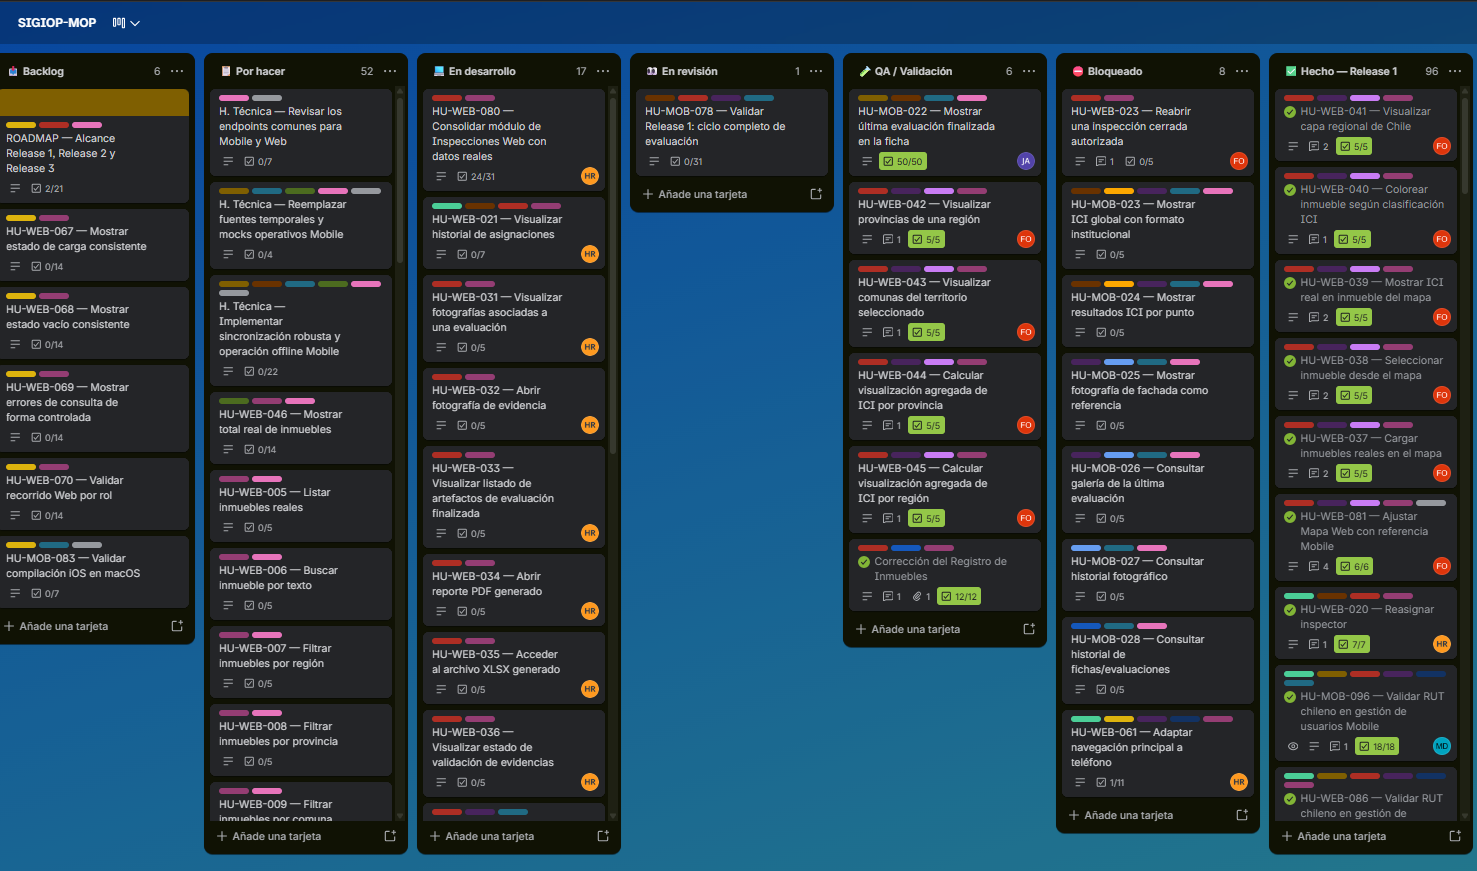 SIGIOP-MOP
Backlog 6
ROADMAP — Alcance
Release 1, Release 2 y
Release 3
2/21
HU-WEB-067 — Mostrar
estado de carga consistente
0/14
HU-WEB-068 — Mostrar
estado vacío consistente
0/14
HU-WEB-069 — Mostrar
errores de consulta de
forma controlada
0/14
HU-WEB-070 — Validar
recorrido Web por rol
0/14
HU-MOB-083 — Validar
compilación iOS en macOS
0/7
Añade una tarjeta
Por hacer 52
H. Técnica — Revisar los
endpoints comunes para
Mobile y Web
0/7
H. Técnica — Reemplazar
fuentes temporales y
mocks operativos Mobile
0/4
H. Técnica —
Implementar
sincronización robusta y
operación offline Mobile
0/22
HU-WEB-046 — Mostrar
total real de inmuebles
0/14
HU-WEB-005 — Listar
inmuebles reales
0/5
HU-WEB-006 — Buscar
inmueble por texto
0/5
HU-WEB-007 — Filtrar
inmuebles por región
0/5
HU-WEB-008 — Filtrar
inmuebles por provincia
0/5
HU-WEB-009 — Filtrar
inmuebles por comuna
Añade una tarjeta
En desarrollo 17
HU-WEB-080 —
Consolidar módulo de
Inspecciones Web con
datos reales
24/31 HR
HU-WEB-021 — Visualizar
historial de asignaciones
0/7 HR
HU-WEB-031 — Visualizar
fotografías asociadas a
una evaluación
0/5 HR
HU-WEB-032 — Abrir
fotografía de evidencia
0/5 HR
HU-WEB-033 —
Visualizar listado de
artefactos de evaluación
finalizada
0/5 HR
HU-WEB-034 — Abrir
reporte PDF generado
0/5 HR
HU-WEB-035 — Acceder
al archivo XLSX generado
0/5 HR
HU-WEB-036 —
Visualizar estado de
validación de evidencias
0/5 HR
Añade una tarjeta
En revisión 1
HU-MOB-078 — Validar
Release 1: ciclo completo de
evaluación
0/31
Añade una tarjeta
QA / Validación 6
HU-MOB-022 — Mostrar
última evaluación finalizada
en la ficha
50/50 JA
HU-WEB-042 — Visualizar
provincias de una región
1 5/5 FO
HU-WEB-043 — Visualizar
comunas del territorio
seleccionado
1 5/5 FO
HU-WEB-044 — Calcular
visualización agregada de
ICI por provincia
1 5/5 FO
HU-WEB-045 — Calcular
visualización agregada de
ICI por región
1 5/5 FO
Corrección del Registro de
Inmuebles
1 1 12/12
Añade una tarjeta
Bloqueado 8
HU-WEB-023 — Reabrir
una inspección cerrada
autorizada
1 0/5 FO
HU-MOB-023 — Mostrar
ICI global con formato
institucional
0/5
HU-MOB-024 — Mostrar
resultados ICI por punto
0/5
HU-MOB-025 — Mostrar
fotografía de fachada como
referencia
0/5
HU-MOB-026 — Consultar
galería de la última
evaluación
0/5
HU-MOB-027 — Consultar
historial fotográfico
0/5
HU-MOB-028 — Consultar
historial de
fichas/evaluaciones
0/5
HU-WEB-061 — Adaptar
navegación principal a
teléfono
1/11 HR
Añade una tarjeta
Hecho — Release 1 96
HU-WEB-041 — Visualizar
capa regional de Chile
2 5/5 FO
HU-WEB-040 — Colorear
inmueble según clasificación
ICI
1 5/5 FO
HU-WEB-039 — Mostrar ICI
real en inmueble del mapa
2 5/5 FO
HU-WEB-038 — Seleccionar
inmueble desde el mapa
2 5/5 FO
HU-WEB-037 — Cargar
inmuebles reales en el mapa
2 5/5 FO
HU-WEB-081 — Ajustar
Mapa Web con referencia
Mobile
4 6/6 FO
HU-WEB-020 — Reasignar
inspector
1 7/7 HR
HU-MOB-096 — Validar RUT
chileno en gestión de
usuarios Mobile
1 18/18 MD
HU-WEB-086 — Validar RUT
chileno en gestión de
Añade una tarjeta